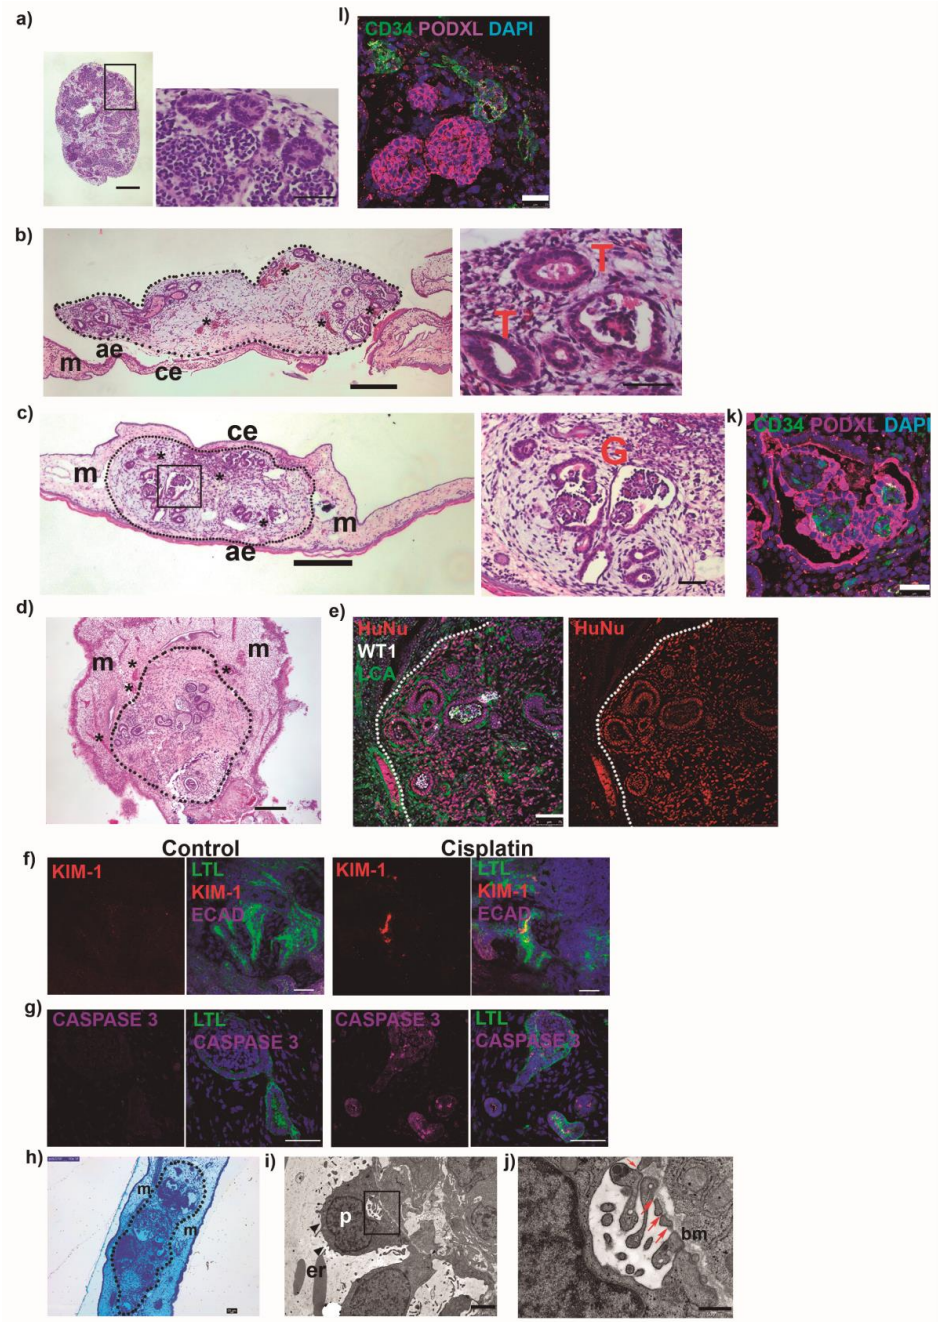 a)
l)
CD34 PODXL DAPI
b)
*
*
*
*
ae
m
ce
T
T
c)
ce
m
*
*
*
m
ae
G
k)
CD34 PODXL DAPI
d)
m
m
*
*
*
*
e)
HuNu
WT1
LCA
HuNu
Control
Cisplatin
f)
KIM-1
LTL
KIM-1
ECAD
KIM-1
LTL
KIM-1
ECAD
g)
CASPASE 3
LTL
CASPASE 3
CASPASE 3
LTL
CASPASE 3
h)
m
m
i)
p
er
j)
bm